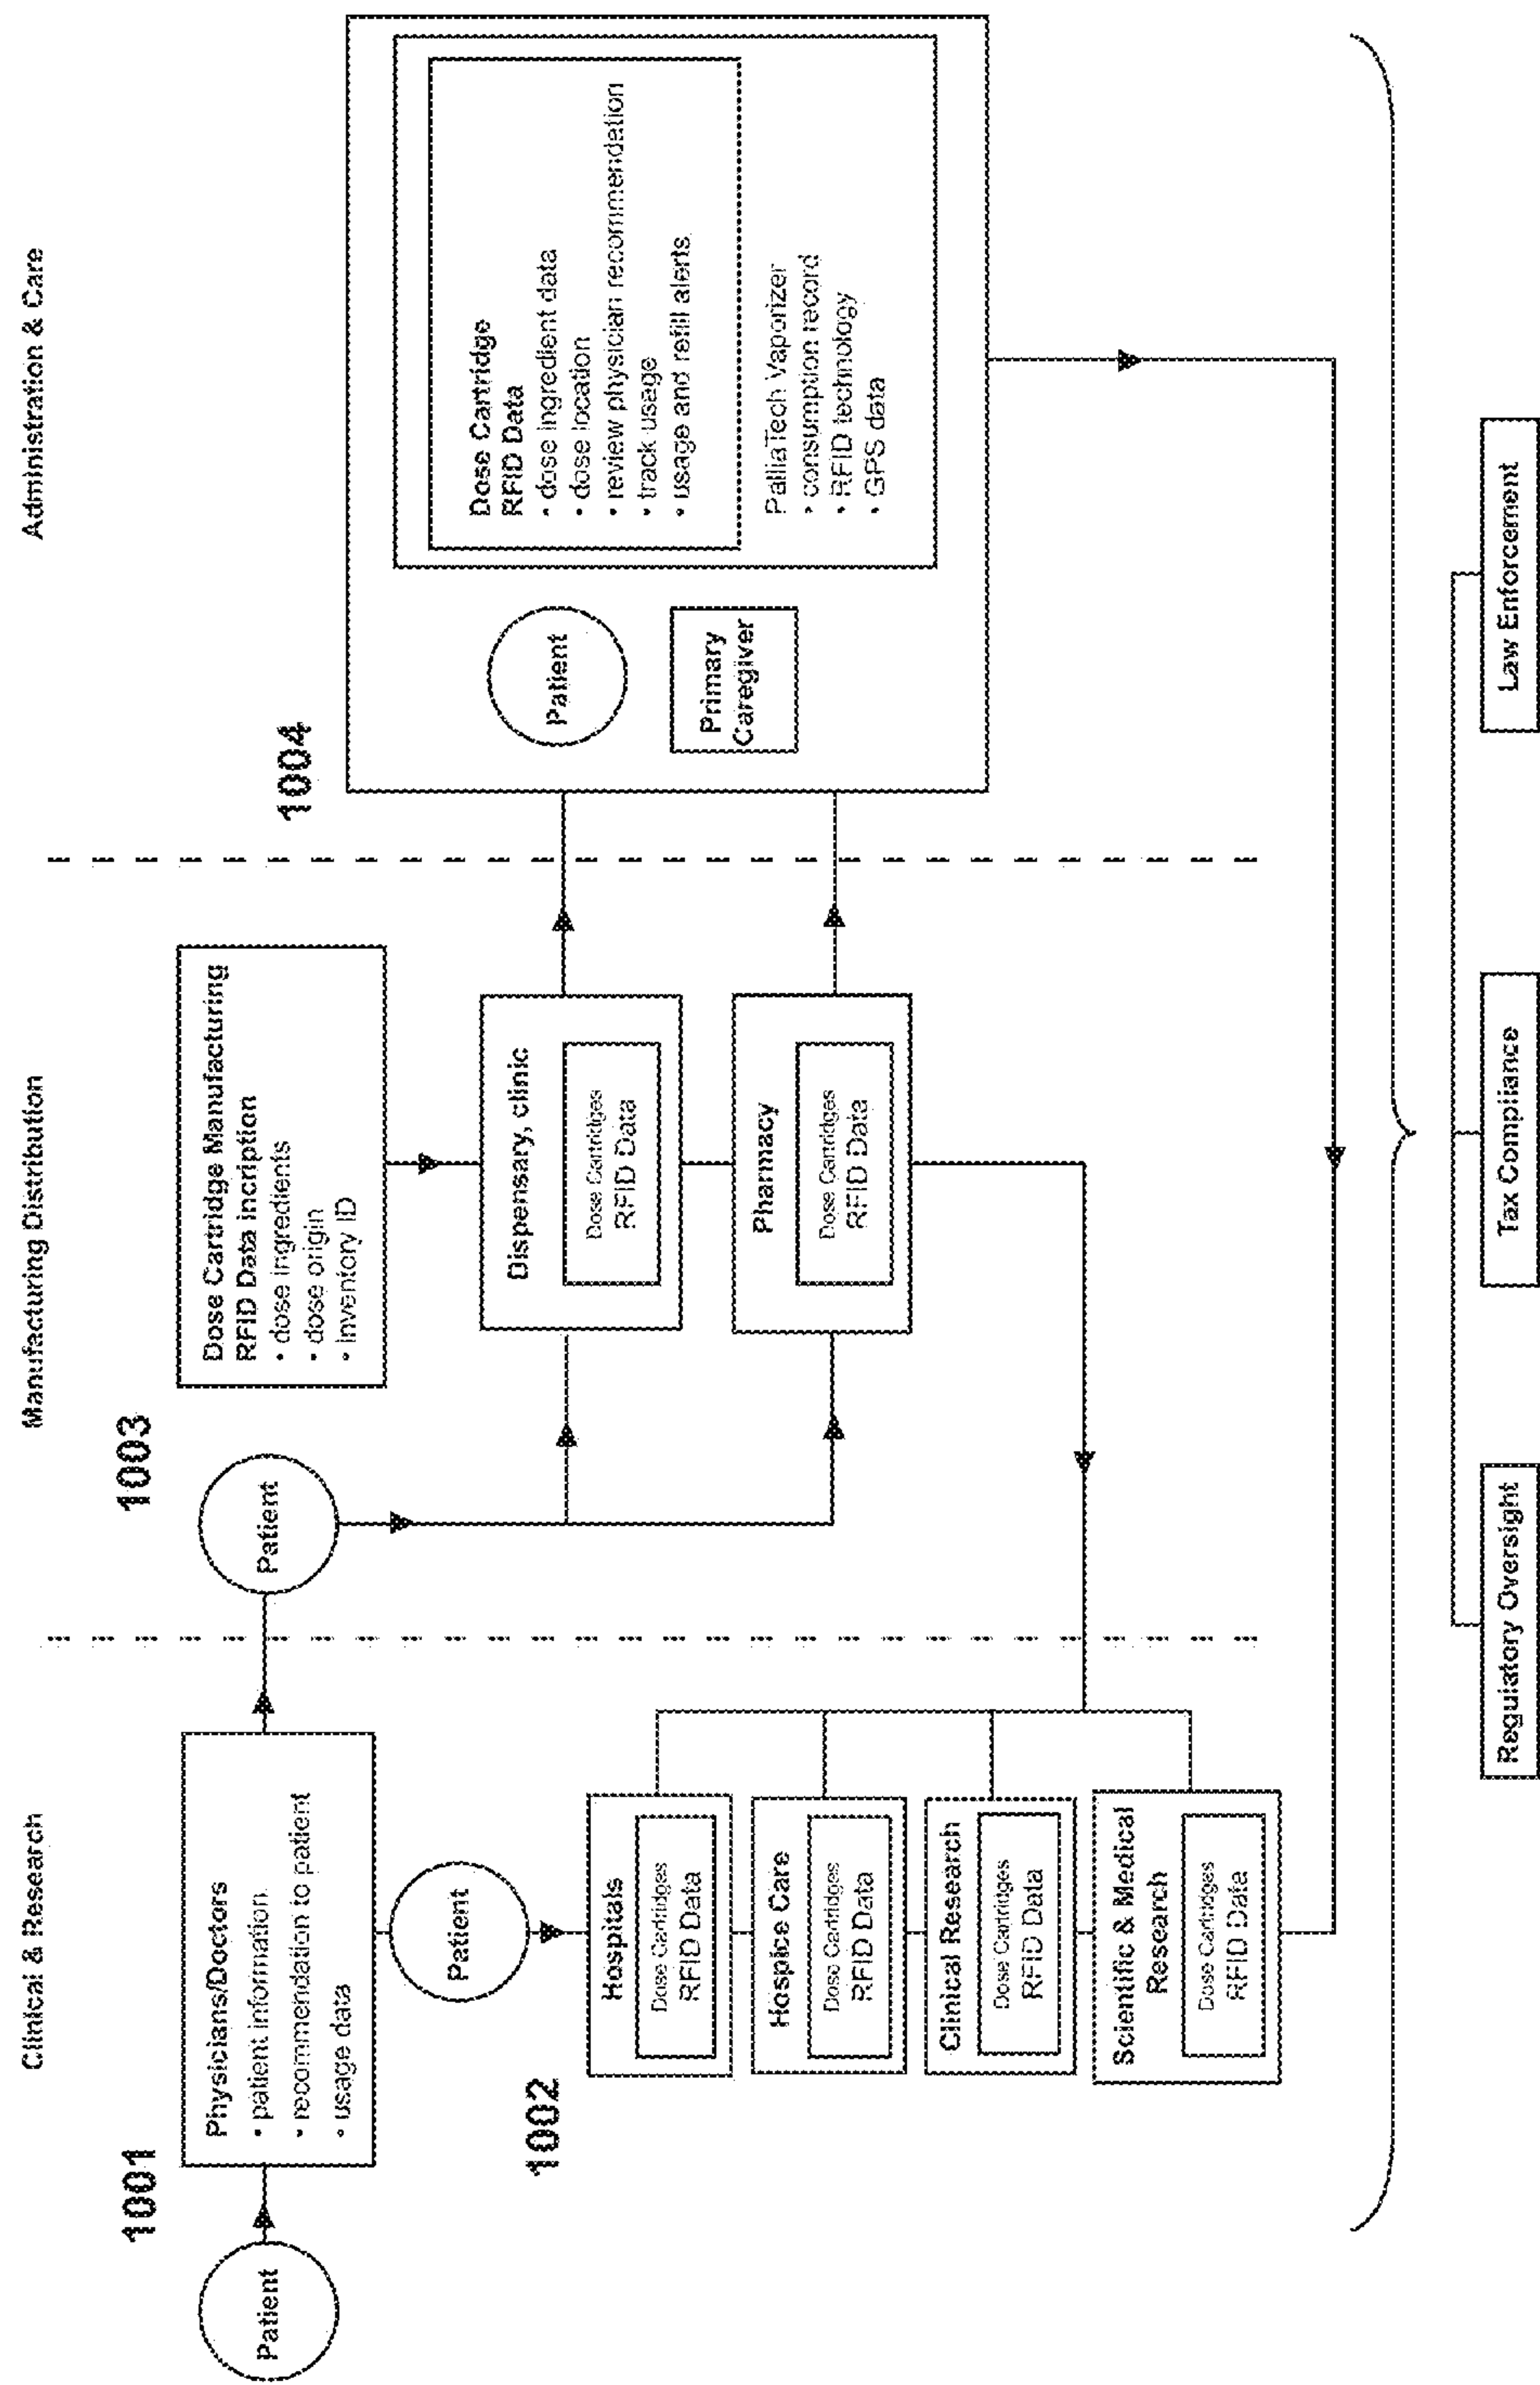 Clinical & Research
Manufacturing Distribution
Administration & Care
1001
Patient
Physicians/Doctors
• patient information
• recommendation to patient
• usage data
Patient
1002
Hospitals
Dose Cartridges
RFID Data
Hospice Care
Dose Cartridges
RFID Data
Clinical Research
Dose Cartridges
RFID Data
Scientific & Medical
Research
Dose Cartridges
RFID Data
1003
Patient
Dose Cartridge Manufacturing
RFID Data Incription
• dose ingredients
• dose origin
• Inventory ID
Dispensary, clinic
Dose Cartridges
RFID Data
Pharmacy
Dose Cartridges
RFID Data
1004
Patient
Primary
Caregiver
Dose Cartridge
RFID Data
• dose ingredient data
• dose location
• review physician recommendation
• track usage
• usage and refill alerts
PalliaTech Vaporizer
• consumption record
• RFID technology
• GPS data
Regulatory Oversight
Tax Compliance
Law Enforcement